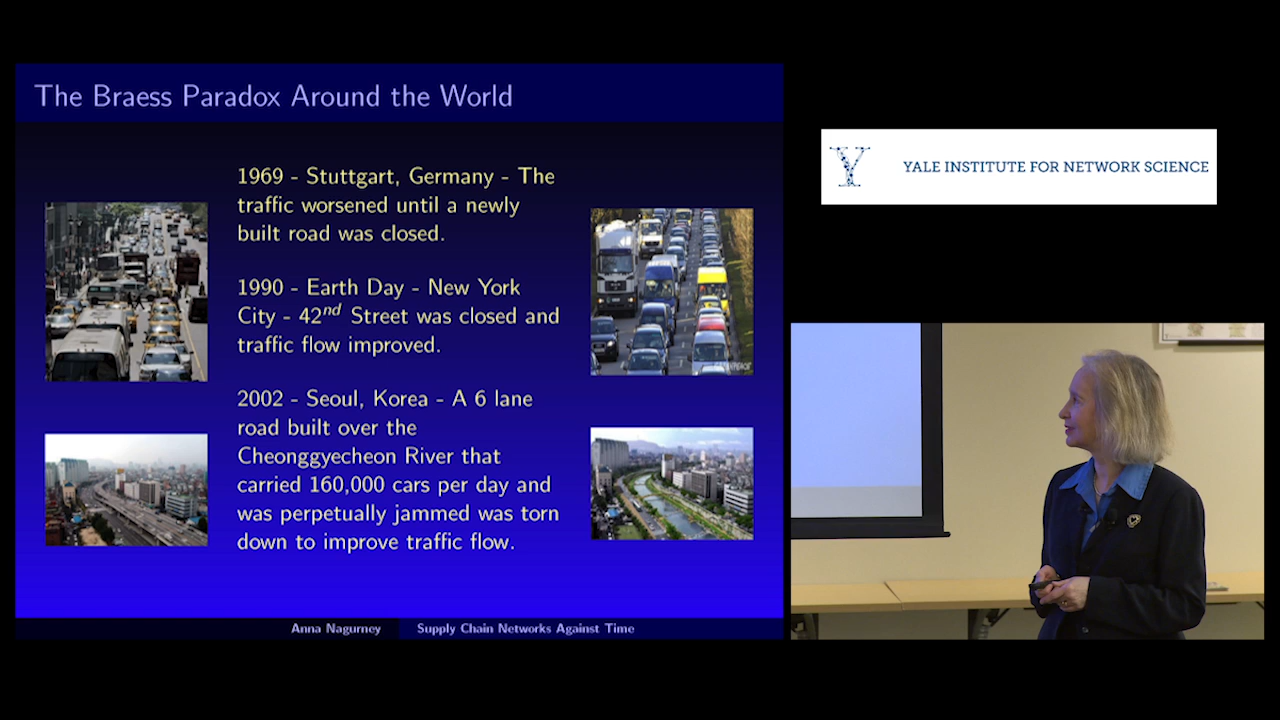 The Braess Paradox Around the World
1969 - Stuttgart, Germany - The
traffic worsened until a newly
built road was closed.
1990 - Earth Day - New York
City - 42nd Street was closed and
traffic flow improved.
2002 - Seoul, Korea - A 6 lane
road built over the
Cheonggyecheon River that
carried 160,000 cars per day and
was perpetually jammed was torn
down to improve traffic flow.
Anna Nagurney
Supply Chain Networks Against Time
Y
YALE INSTITUTE FOR NETWORK SCIENCE